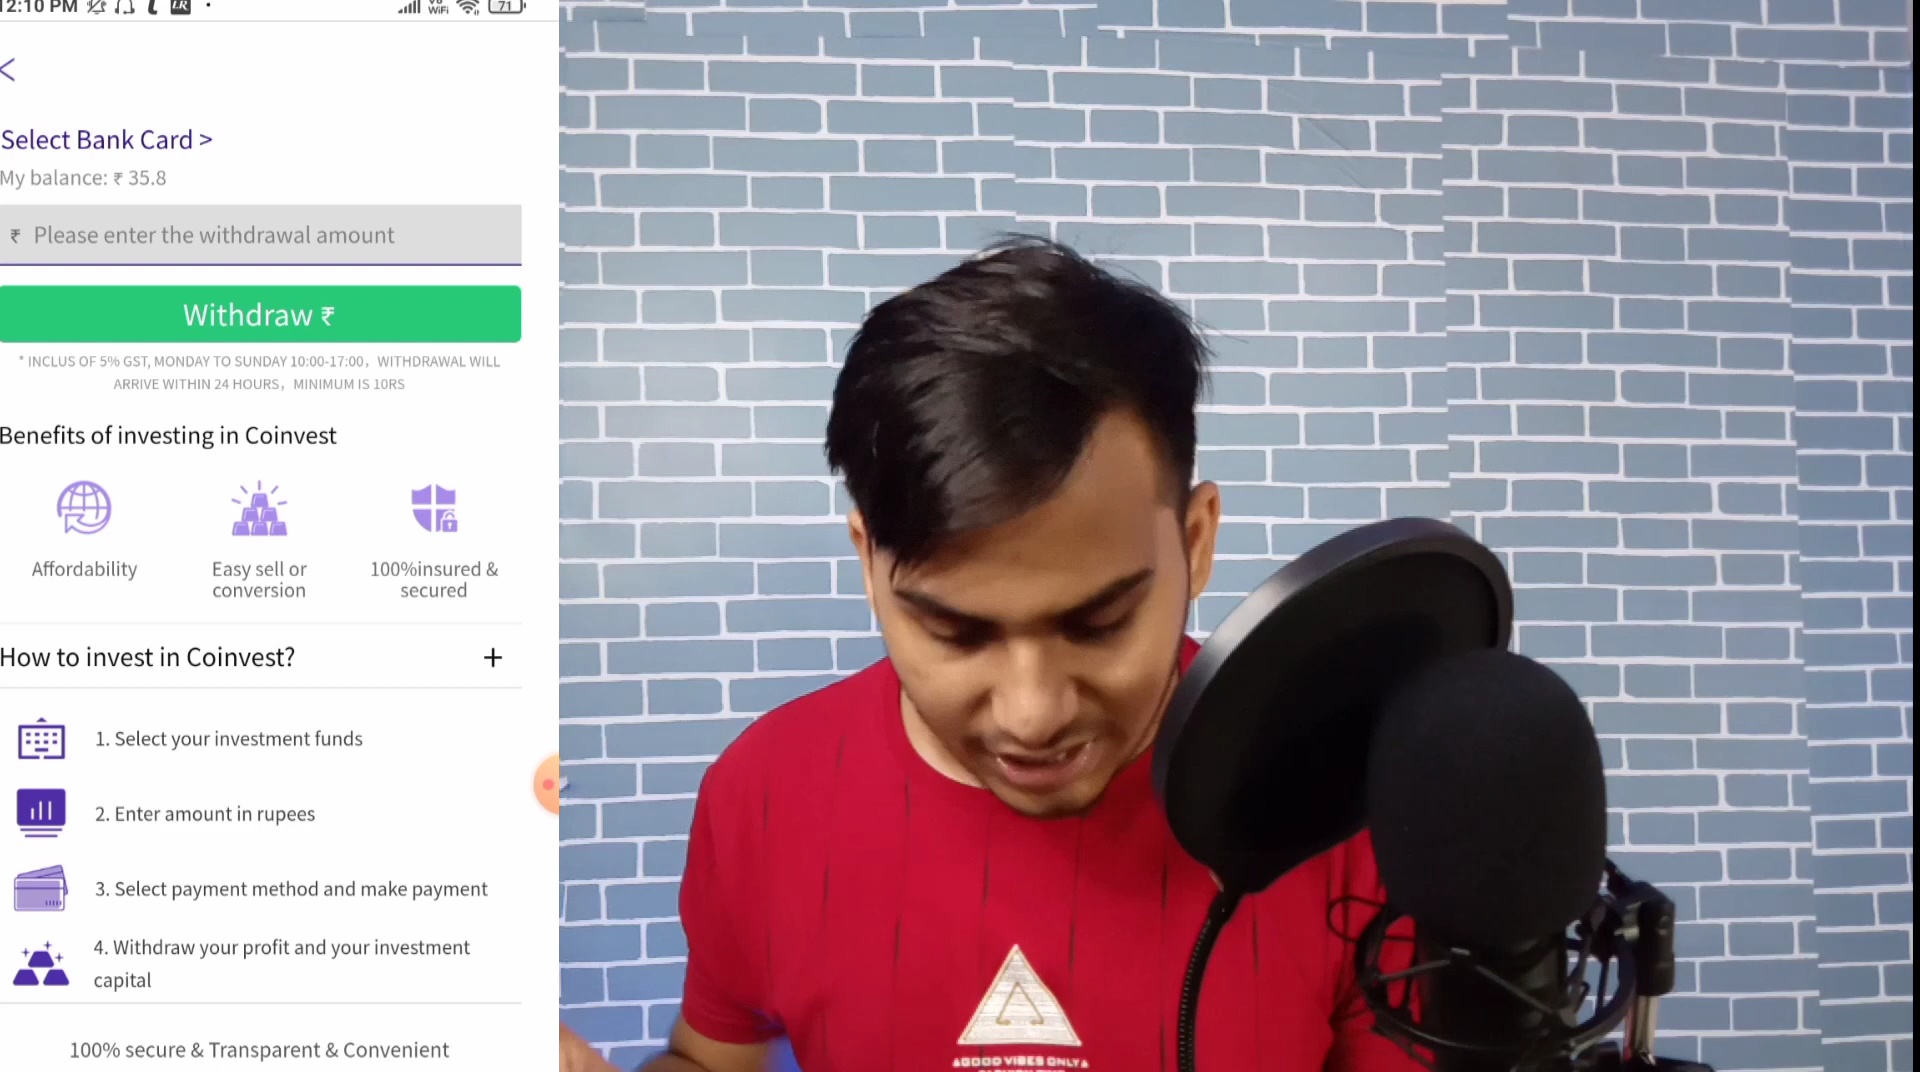 12:10 PM
Vo
WiFi
71
Select Bank Card >
My balance: ₹ 35.8
₹ Please enter the withdrawal amount
Withdraw ₹
* INCLUS OF 5% GST, MONDAY TO SUNDAY 10:00-17:00，WITHDRAWAL WILL
ARRIVE WITHIN 24 HOURS，MINIMUM IS 10RS
Benefits of investing in Coinvest
Affordability
Easy sell or
conversion
100%insured &
secured
How to invest in Coinvest? +
1. Select your investment funds
2. Enter amount in rupees
3. Select payment method and make payment
4. Withdraw your profit and your investment
capital
100% secure & Transparent & Convenient
GOOD VIBES ONLY